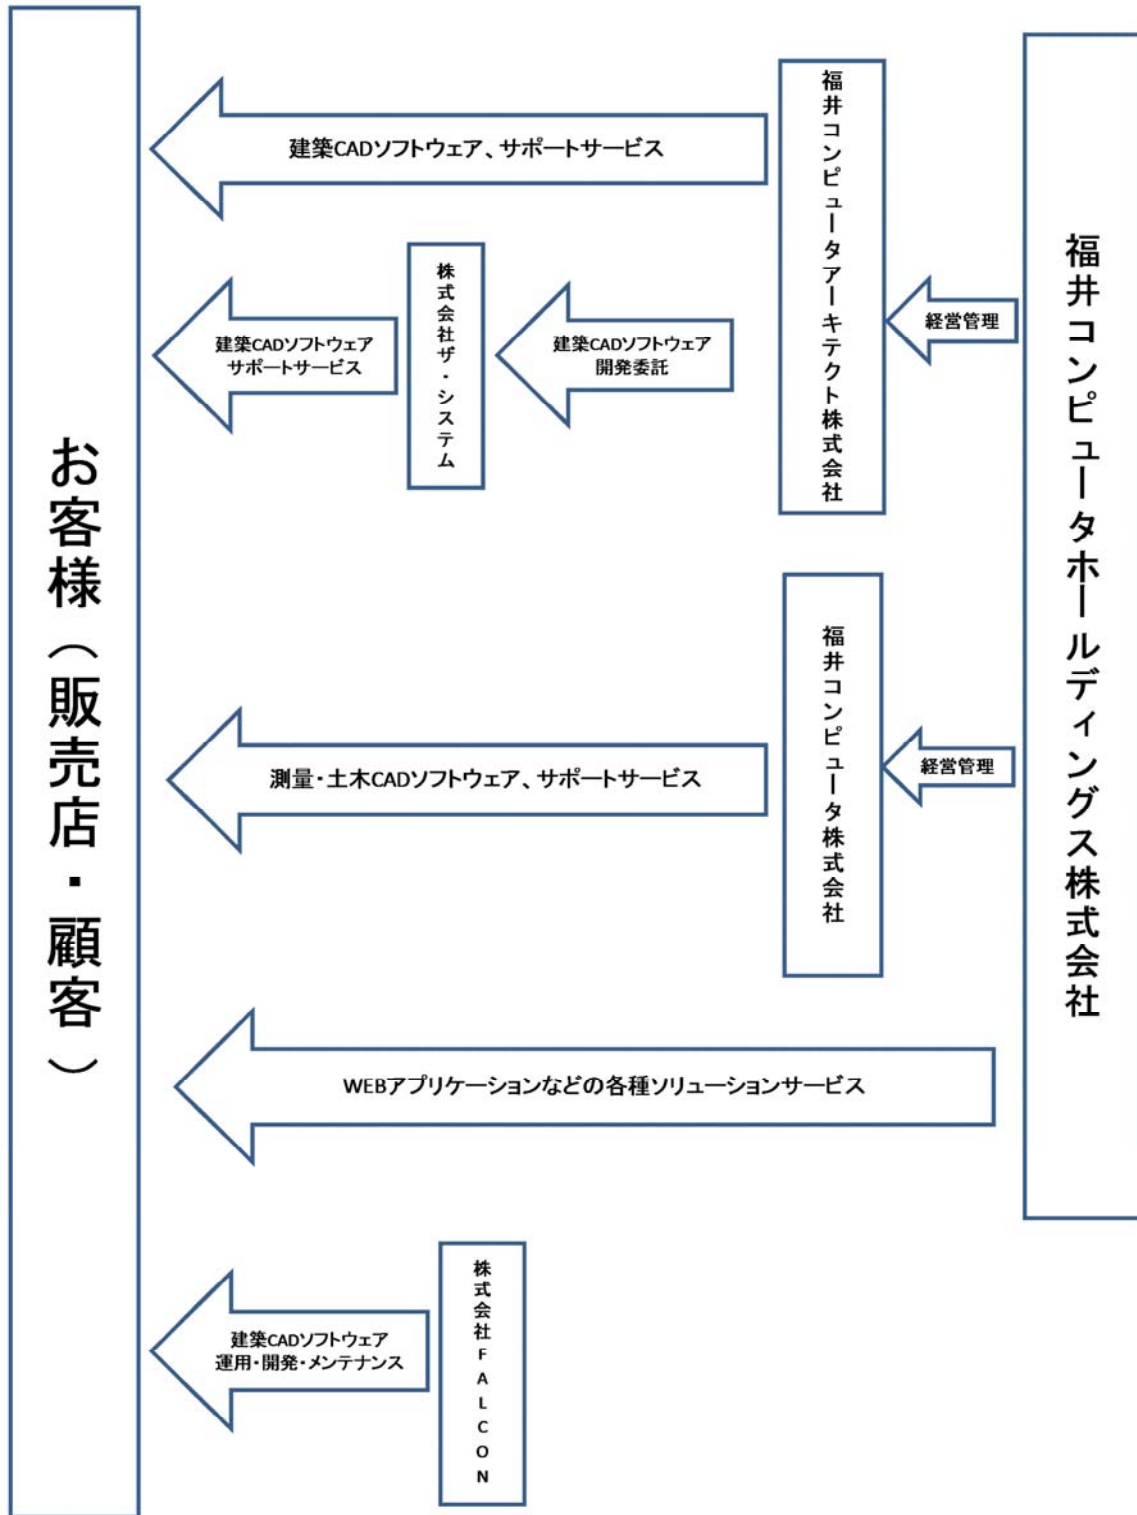 お客様（販売店・顧客）
建築CADソフトウェア、サポートサービス
福井コンピュータアーキテクト株式会社
経営管理
福井コンピュータホールディングス株式会社
建築CADソフトウェア
サポートサービス
株式会社ザ・システム
建築CADソフトウェア
開発委託
測量・土木CADソフトウェア、サポートサービス
福井コンピュータ株式会社
経営管理
WEBアプリケーションなどの各種ソリューションサービス
建築CADソフトウェア
運用・開発・メンテナンス
株式会社FALCON